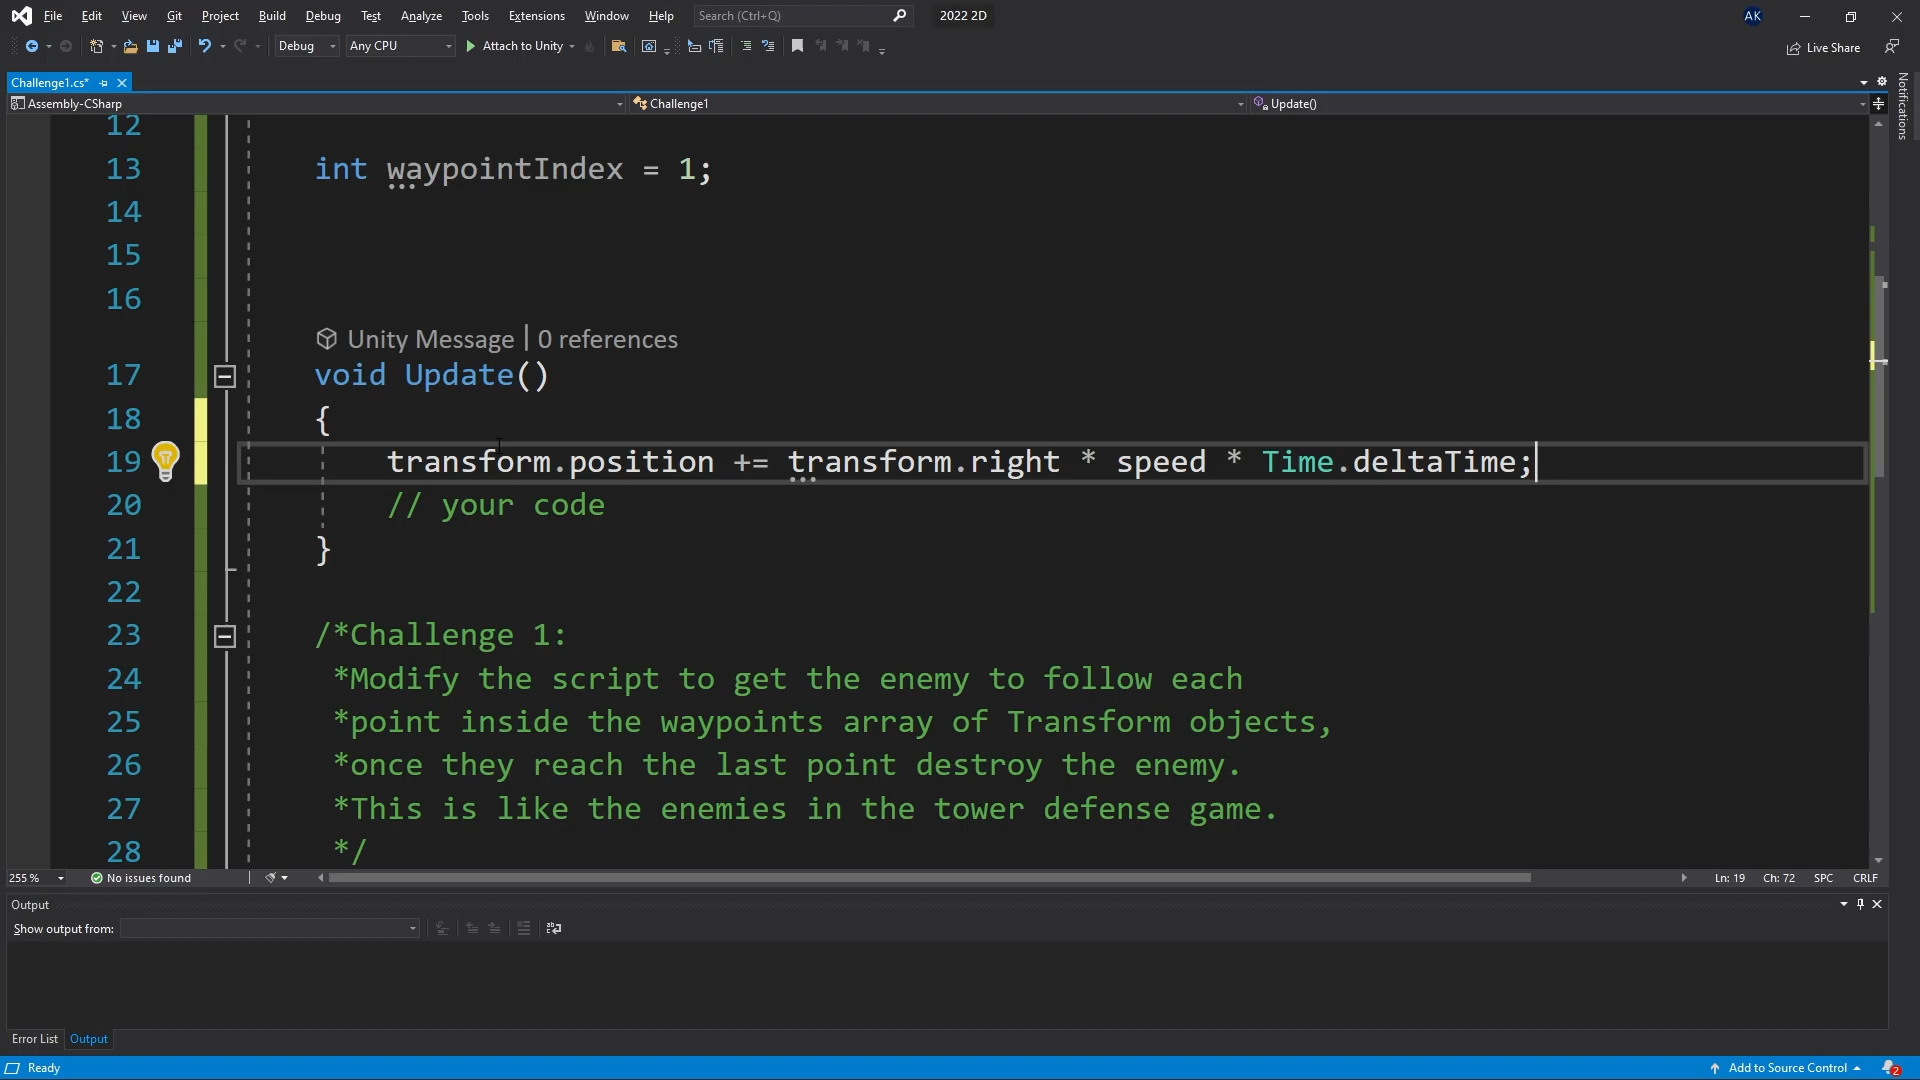 File Edit View Git Project Build Debug Test Analyze Tools Extensions Window Help Search (Ctrl+Q) 2022 2D AK
Debug Any CPU Attach to Unity Live Share
Challenge1.cs*
Assembly-CSharp Challenge1 Update()
Notifications
12
13 int waypointIndex = 1;
14
15
16
Unity Message | 0 references
17 void Update()
18 {
19 transform.position += transform.right * speed * Time.deltaTime;
20 // your code
21 }
22
23 /*Challenge 1:
24 *Modify the script to get the enemy to follow each
25 *point inside the waypoints array of Transform objects,
26 *once they reach the last point destroy the enemy.
27 *This is like the enemies in the tower defense game.
28 */
255 % No issues found Ln: 19 Ch: 72 SPC CRLF
Output
Show output from:
Error List Output
Ready Add to Source Control 2